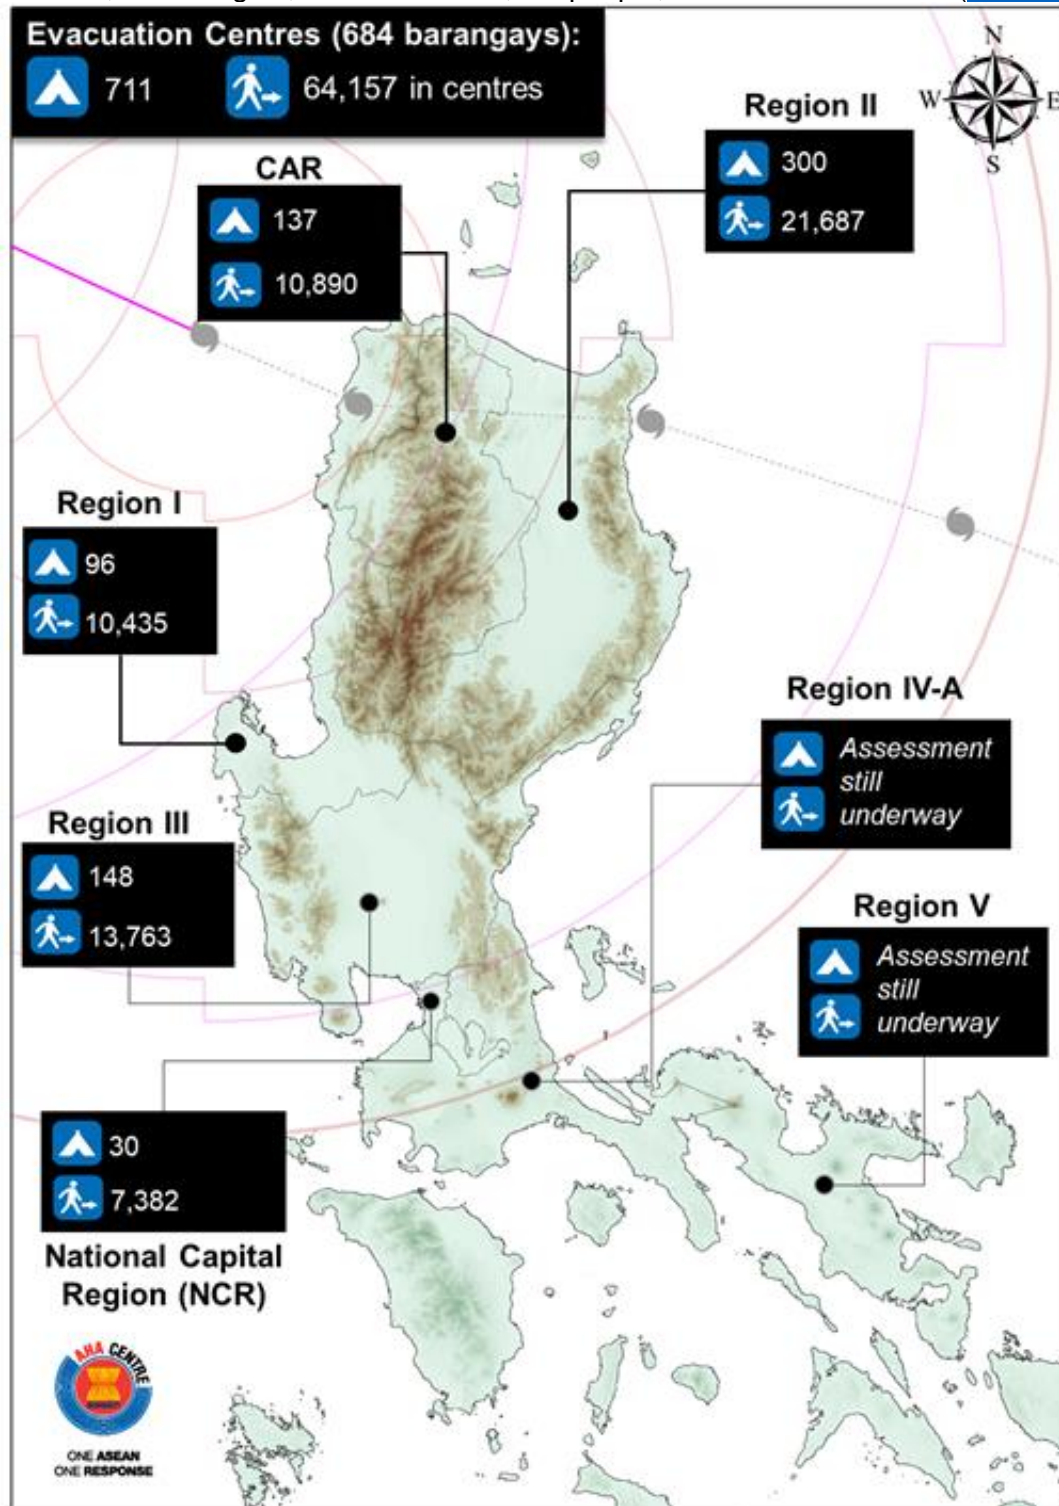 Evacuation Centres (684 barangays):
711
64,157 in centres
N
W
E
S
Region II
300
21,687
CAR
137
10,890
Region I
96
10,435
Region IV-A
Assessment
still
underway
Region III
148
13,763
Region V
Assessment
still
underway
30
7,382
National Capital
Region (NCR)
AHA CENTRE
ONE ASEAN
ONE RESPONSE